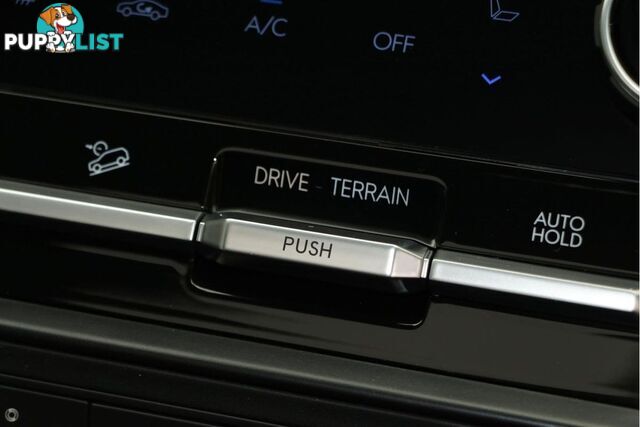 PUPPYLIST
A/C
OFF
DRIVE - TERRAIN
PUSH
AUTO
HOLD